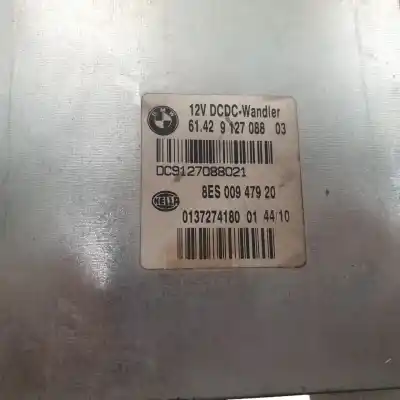 BMW
12V DCDC-Wandler
61.42 9 127 088 03
DC9127088021
8ES 009 479 20
HELLA
0137274180 01 44/10